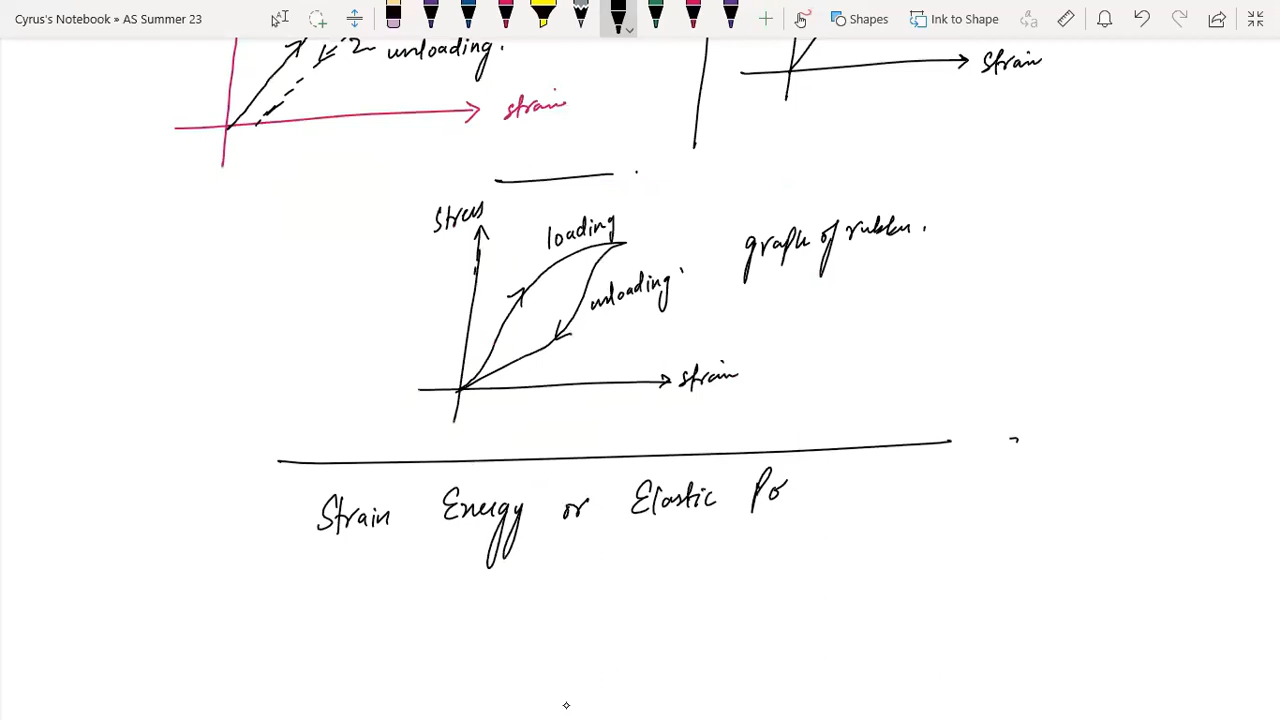 Cyrus's Notebook » AS Summer 23
Shapes
Ink to Shape
unloading.
strain
strain
stress
loading
unloading
graph of rubber.
strain
Strain Energy or Elastic Po